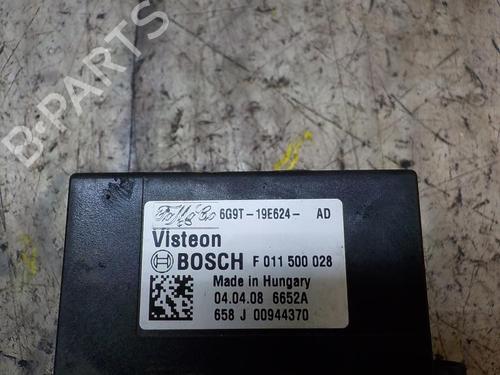 B-PARTS
6G9T-19E624- AD
Visteon
BOSCH F 011 500 028
Made in Hungary
04.04.08 6652A
658 J 00944370